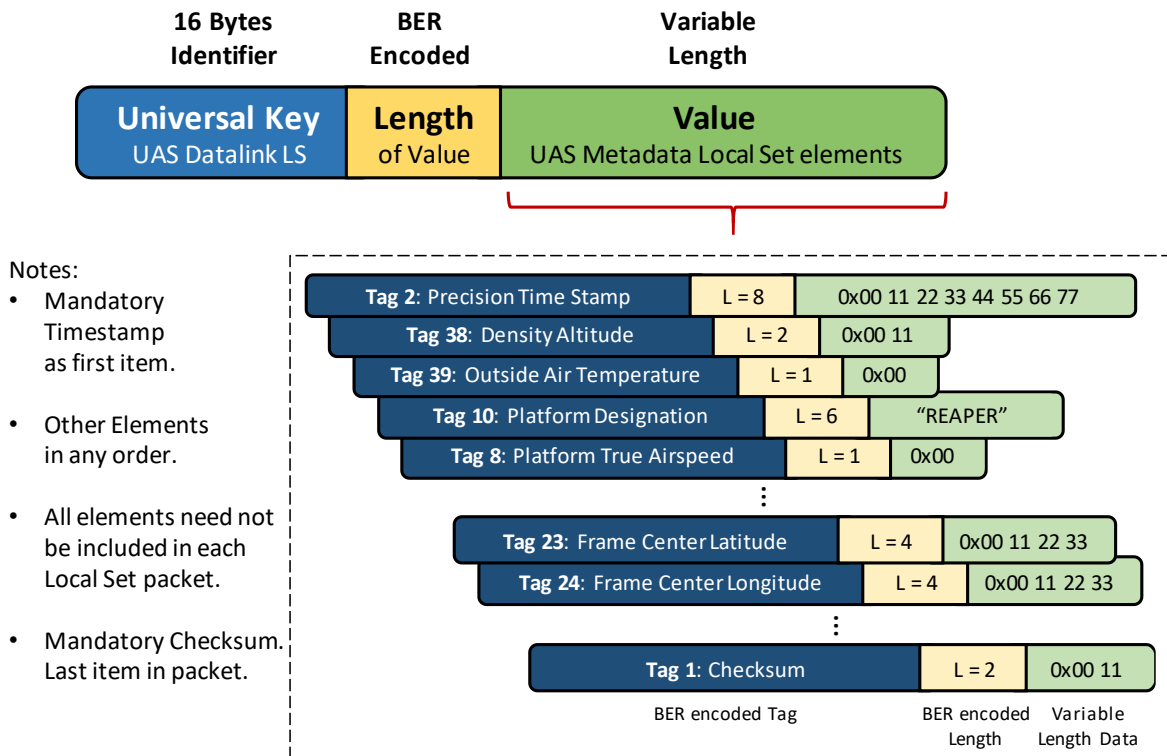 16 Bytes
Identifier
BER
Encoded
Variable
Length
Universal Key
UAS Datalink LS
Length
of Value
Value
UAS Metadata Local Set elements
Notes:
• Mandatory
Timestamp
as first item.
• Other Elements
in any order.
• All elements need not
be included in each
Local Set packet.
• Mandatory Checksum.
Last item in packet.
Tag 2: Precision Time Stamp L = 8 0x00 11 22 33 44 55 66 77
Tag 38: Density Altitude L = 2 0x00 11
Tag 39: Outside Air Temperature L = 1 0x00
Tag 10: Platform Designation L = 6 “REAPER”
Tag 8: Platform True Airspeed L = 1 0x00
Tag 23: Frame Center Latitude L = 4 0x00 11 22 33
Tag 24: Frame Center Longitude L = 4 0x00 11 22 33
Tag 1: Checksum L = 2 0x00 11
BER encoded Tag
BER encoded
Length
Variable
Length Data